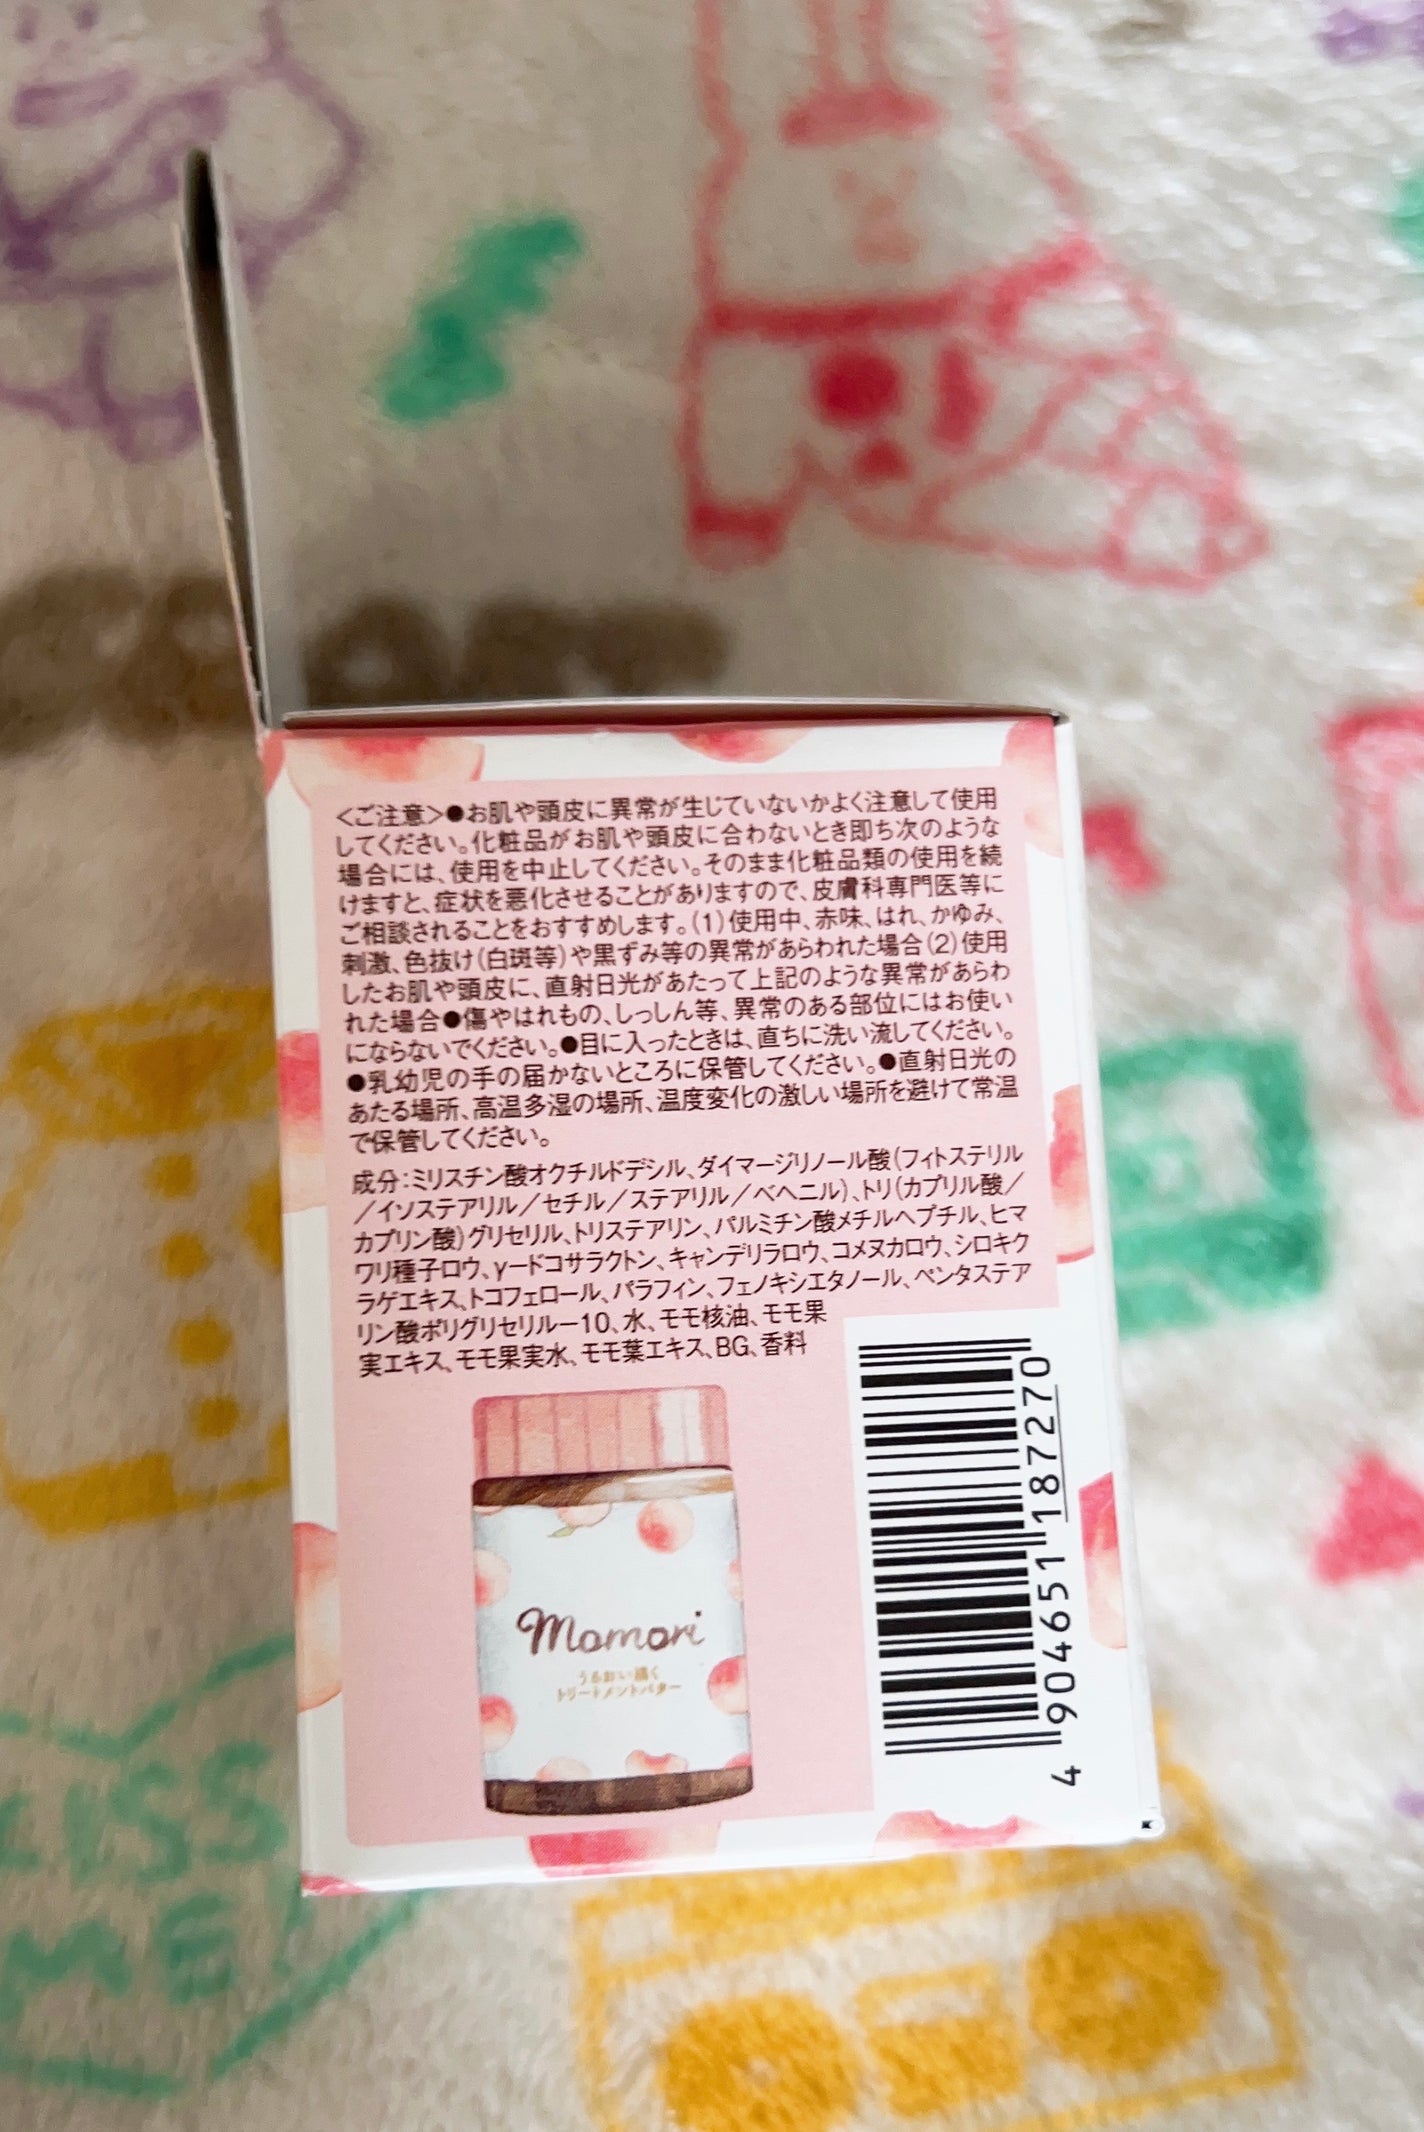 <ご注意>●お肌や頭皮に異常が生じていないかよく注意して使用
してください。化粧品がお肌や頭皮に合わないとき即ち次のような
場合には、使用を中止してください。そのまま化粧品類の使用を続
けますと、症状を悪化させることがありますので、皮膚科専門医等に
ご相談されることをおすすめします。(1)使用中、赤味、はれ、かゆみ、
刺激、色抜け(白斑等)や黒ずみ等の異常があらわれた場合(2)使用
したお肌や頭皮に、直射日光があたって上記のような異常があらわ
れた場合●傷やはれもの、しっしん等、異常のある部位にはお使い
にならないでください。●目に入ったときは、直ちに洗い流してください。
●乳幼児の手の届かないところに保管してください。●直射日光の
あたる場所、高温多湿の場所、温度変化の激しい場所を避けて常温
で保管してください。
成分:ミリスチン酸オクチルドデシル、ダイマージリノール酸(フィトステリル
/イソステアリル/セチル/ステアリル/ベヘニル)、トリ(カプリル酸/
カプリン酸)グリセリル、トリステアリン、パルミチン酸メチルヘプチル、ヒマ
ワリ種子ロウ、γードコサラクトン、キャンデリラロウ、コメヌカロウ、シロキク
ラゲエキス、トコフェロール、パラフィン、フェノキシエタノール、ペンタステア
リン酸ポリグリセリル－10、水、モモ核油、モモ果
実エキス、モモ果実水、モモ葉エキス、BG、香料
Momori
うるおい描く
トリートメントバター
4 904651 187270
KISS
ME